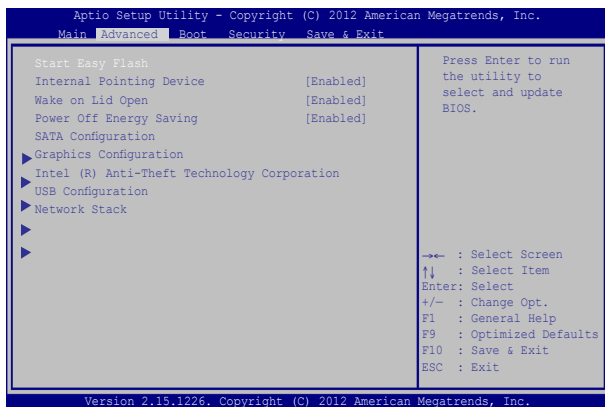 Aptio Setup Utility - Copyright (C) 2012 American Megatrends, Inc.
Main Advanced Boot Security Save & Exit
Start Easy Flash
Internal Pointing Device [Enabled]
Wake on Lid Open [Enabled]
Power Off Energy Saving [Enabled]
SATA Configuration
Graphics Configuration
Intel (R) Anti-Theft Technology Corporation
USB Configuration
Network Stack
Press Enter to run
the utility to
select and update
BIOS.
→← : Select Screen
↑↓ : Select Item
Enter: Select
+/— : Change Opt.
F1 : General Help
F9 : Optimized Defaults
F10 : Save & Exit
ESC : Exit
Version 2.15.1226. Copyright (C) 2012 American Megatrends, Inc.